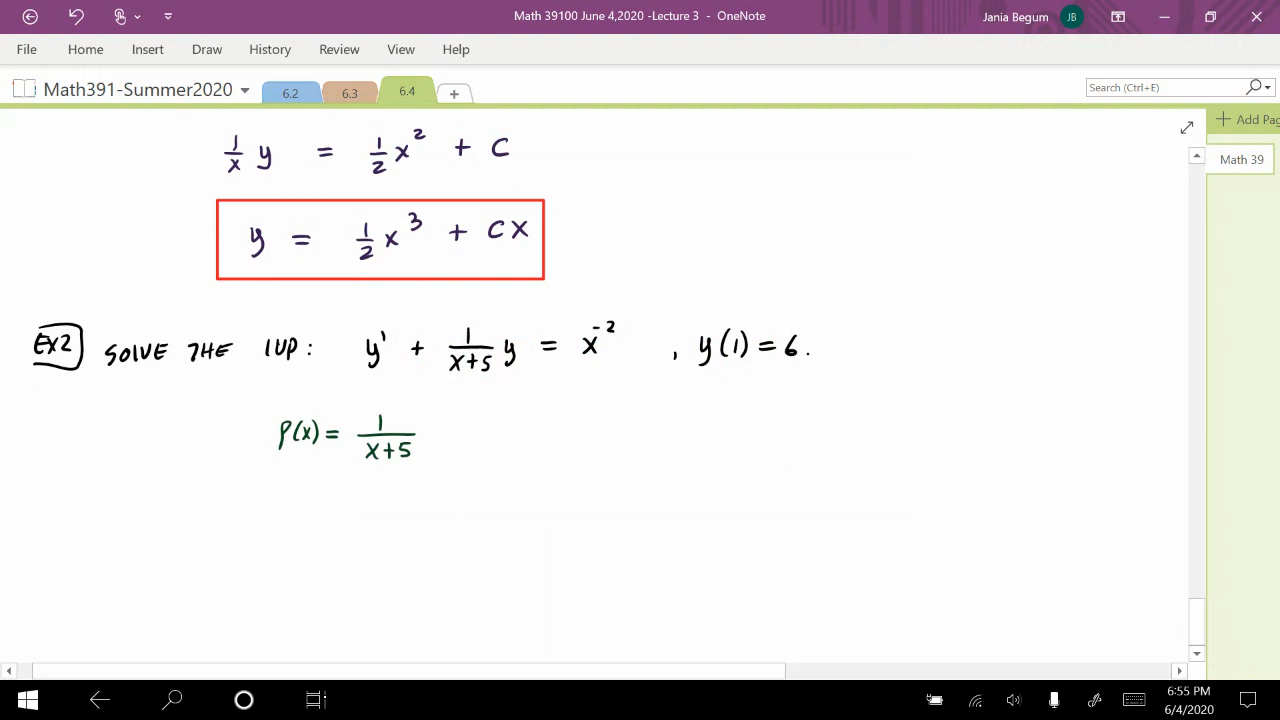 Math 39100 June 4,2020 -Lecture 3 - OneNote
Jania Begum JB
File Home Insert Draw History Review View Help
Math391-Summer2020 6.2 6.3 6.4
Search (Ctrl+E)
Add Pag
Math 39
1/x y = 1/2 x² + C
y = 1/2 x³ + CX
EX2 SOLVE THE IVP: y' + 1/(x+5) y = x⁻² , y(1) = 6.
P(x) = 1/(x+5)
6:55 PM
6/4/2020